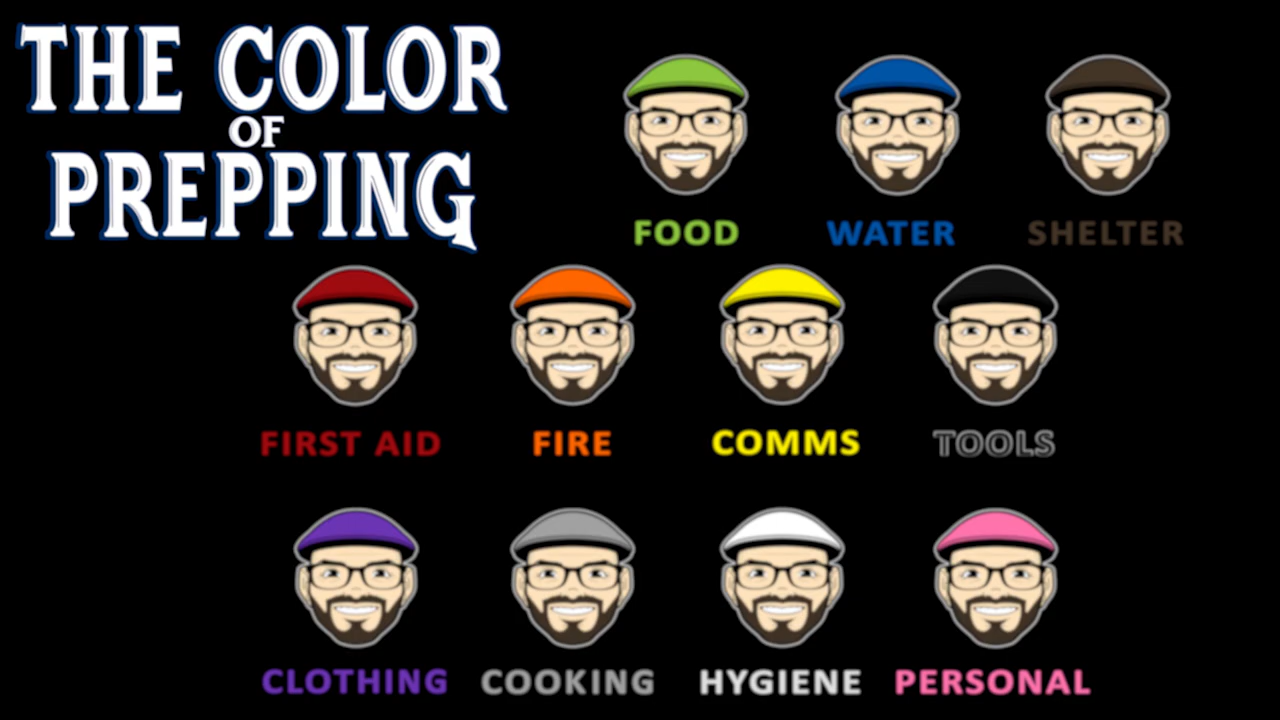 THE COLOR
OF
PREPPING
FOOD WATER SHELTER
FIRST AID FIRE COMMS TOOLS
CLOTHING COOKING HYGIENE PERSONAL